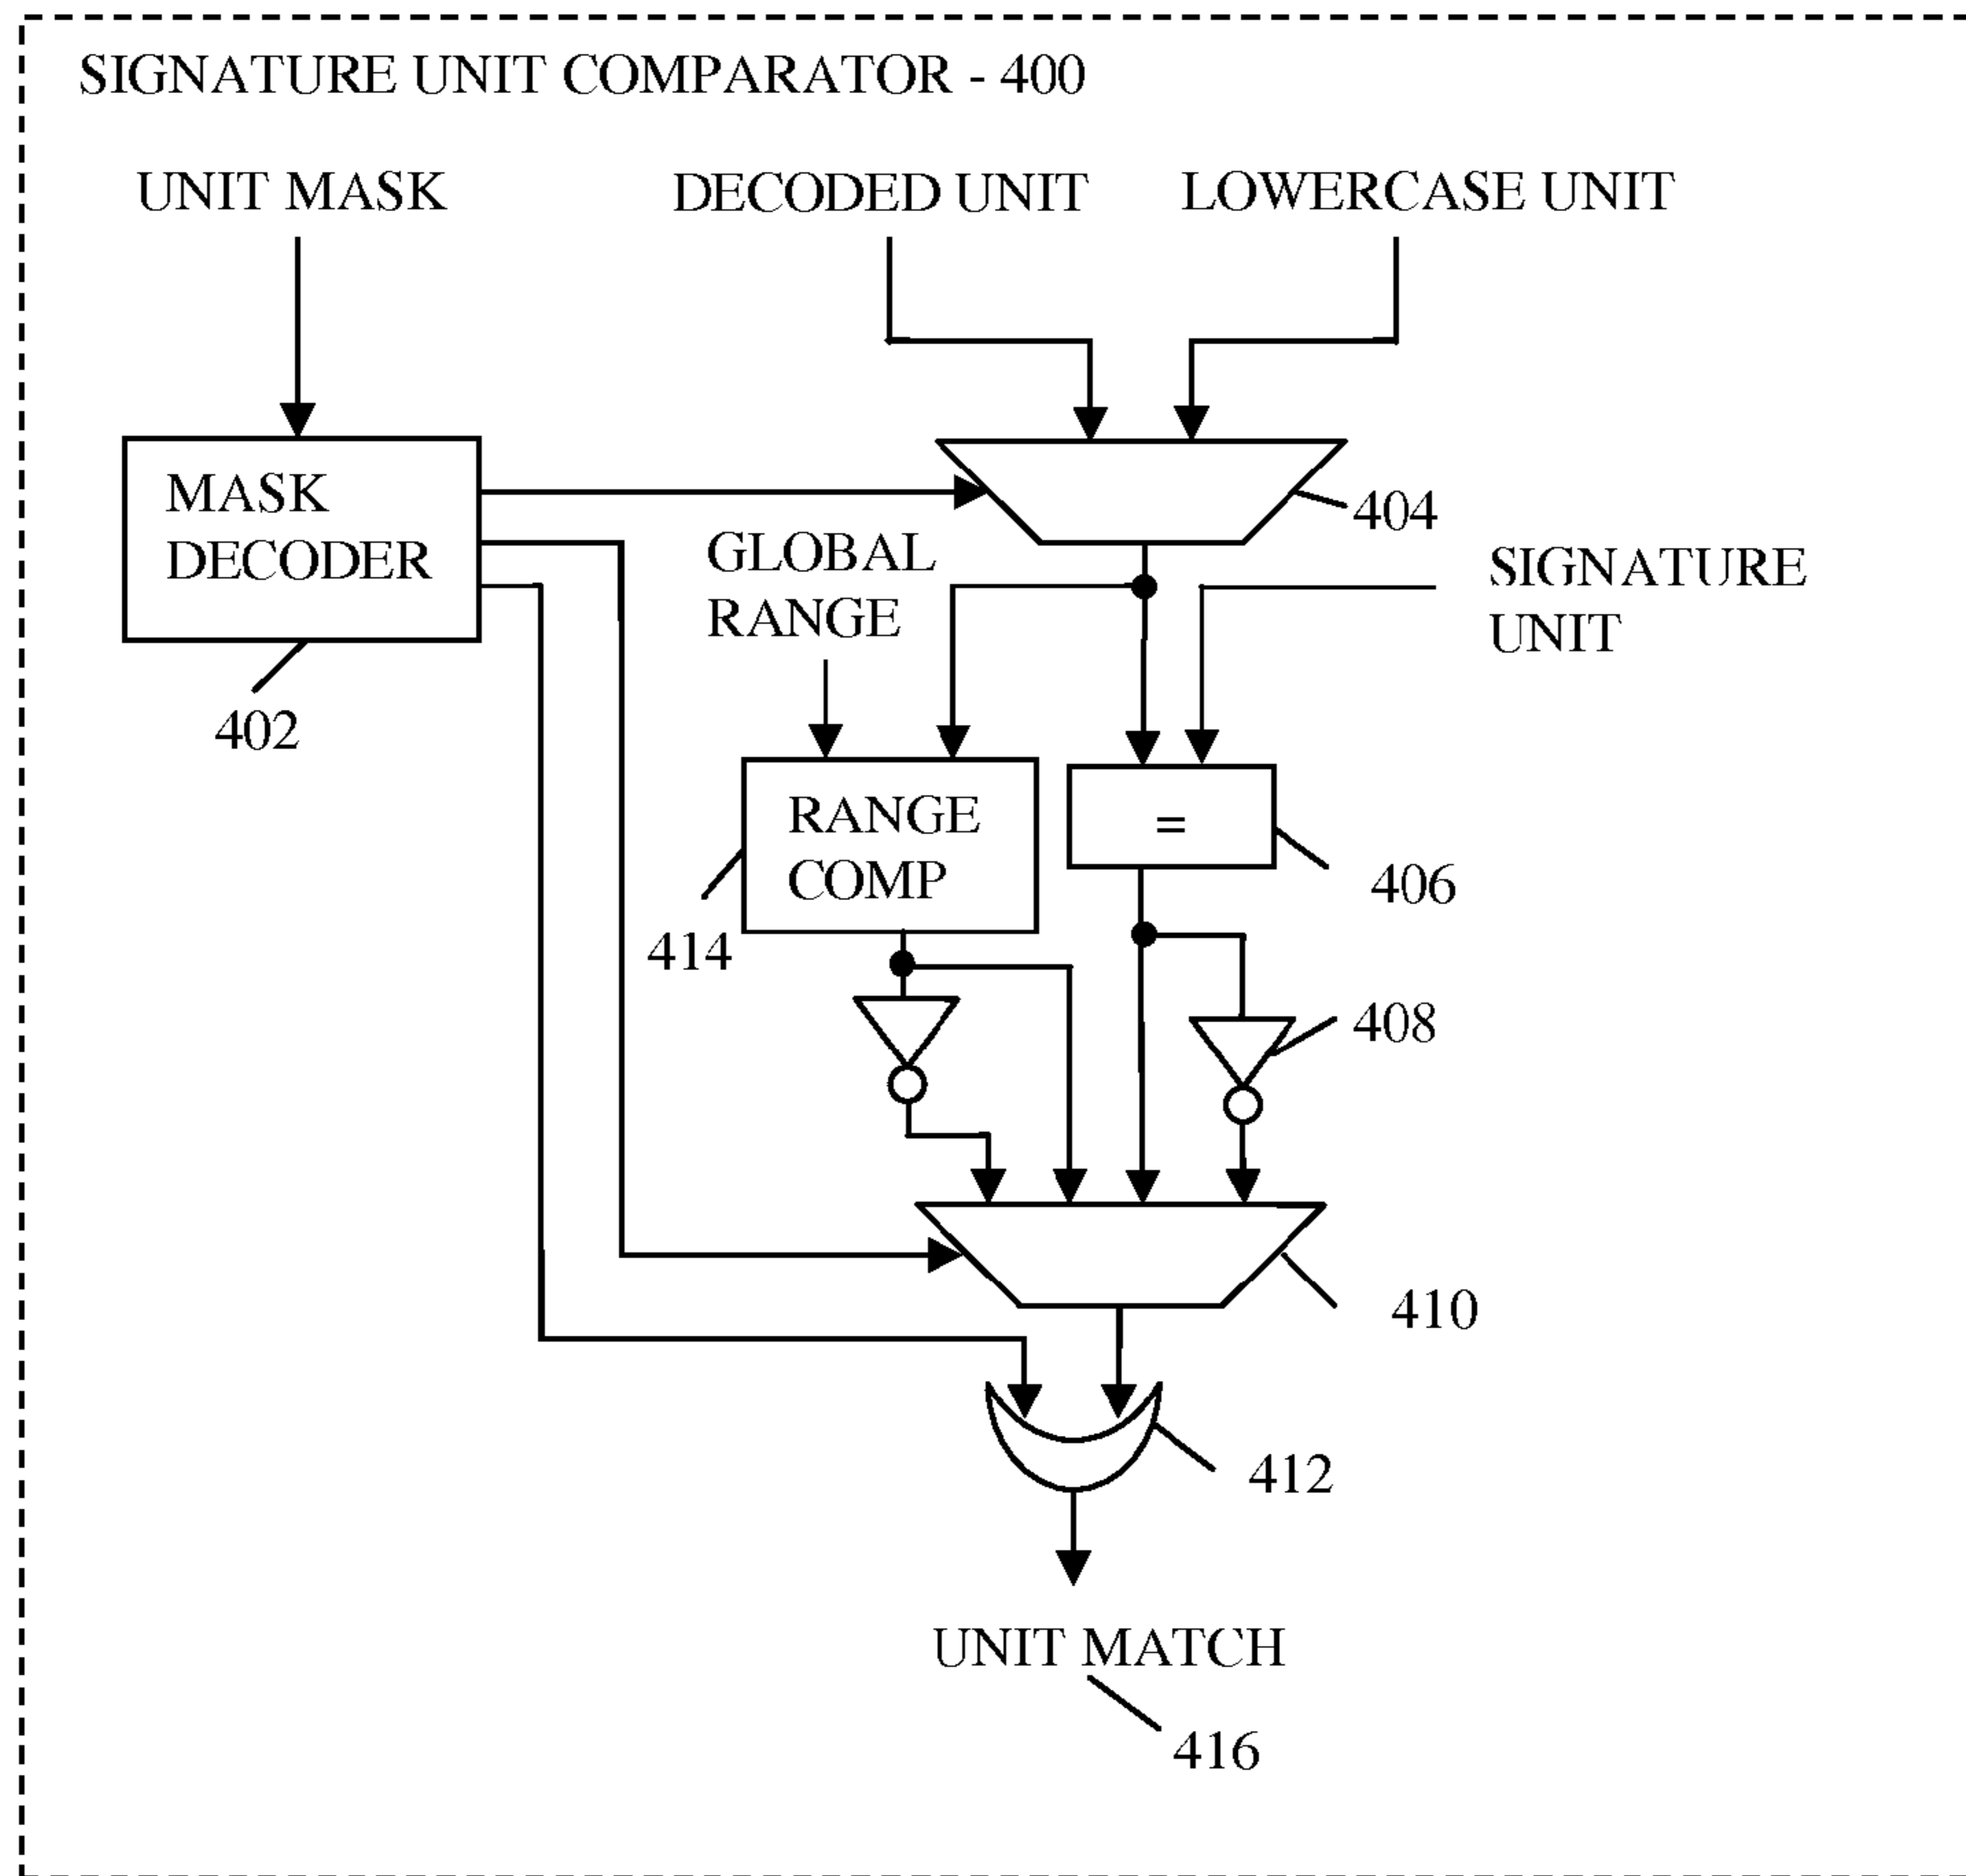 SIGNATURE UNIT COMPARATOR - 400
UNIT MASK
DECODED UNIT
LOWERCASE UNIT
MASK
DECODER
402
404
GLOBAL
RANGE
SIGNATURE
UNIT
RANGE
COMP
414
=
406
408
410
412
UNIT MATCH
416